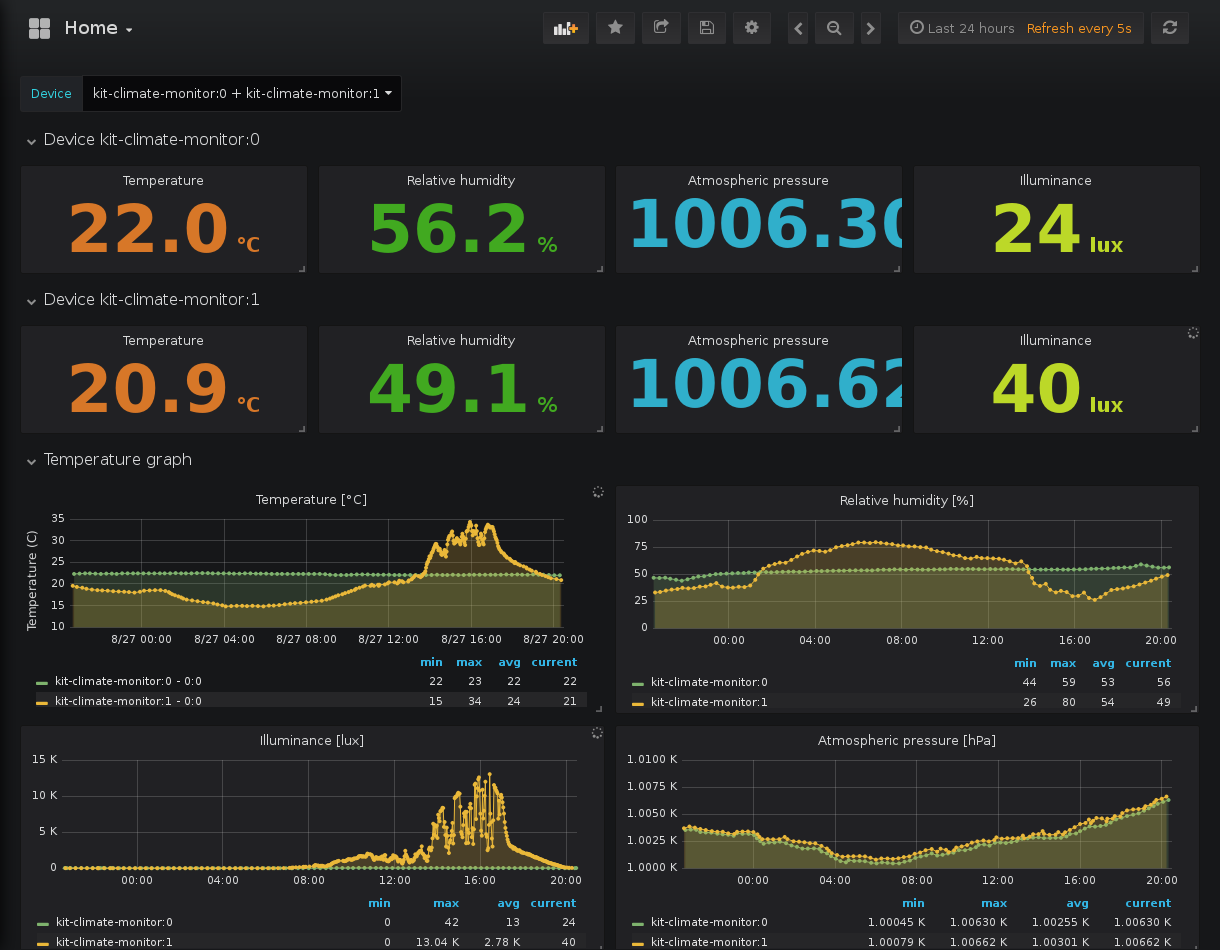 Home
Last 24 hours Refresh every 5s
Device kit-climate-monitor:0 + kit-climate-monitor:1
Device kit-climate-monitor:0
Temperature Relative humidity Atmospheric pressure Illuminance
22.0 °C 56.2 % 1006.30 24 lux
Device kit-climate-monitor:1
Temperature Relative humidity Atmospheric pressure Illuminance
20.9 °C 49.1 % 1006.62 40 lux
Temperature graph
Temperature [°C]
Temperature (C)
35
30
25
20
15
10
8/27 00:00 8/27 04:00 8/27 08:00 8/27 12:00 8/27 16:00 8/27 20:00
min max avg current
kit-climate-monitor:0 - 0:0 22 23 22 22
kit-climate-monitor:1 - 0:0 15 34 24 21
Relative humidity [%]
100
75
50
25
0
00:00 04:00 08:00 12:00 16:00 20:00
min max avg current
kit-climate-monitor:0 44 59 53 56
kit-climate-monitor:1 26 80 54 49
Illuminance [lux]
15 K
10 K
5 K
0
00:00 04:00 08:00 12:00 16:00 20:00
min max avg current
kit-climate-monitor:0 0 42 13 24
kit-climate-monitor:1 0 13.04 K 2.78 K 40
Atmospheric pressure [hPa]
1.0100 K
1.0075 K
1.0050 K
1.0025 K
1.0000 K
00:00 04:00 08:00 12:00 16:00 20:00
min max avg current
kit-climate-monitor:0 1.00045 K 1.00630 K 1.00255 K 1.00630 K
kit-climate-monitor:1 1.00079 K 1.00662 K 1.00301 K 1.00662 K